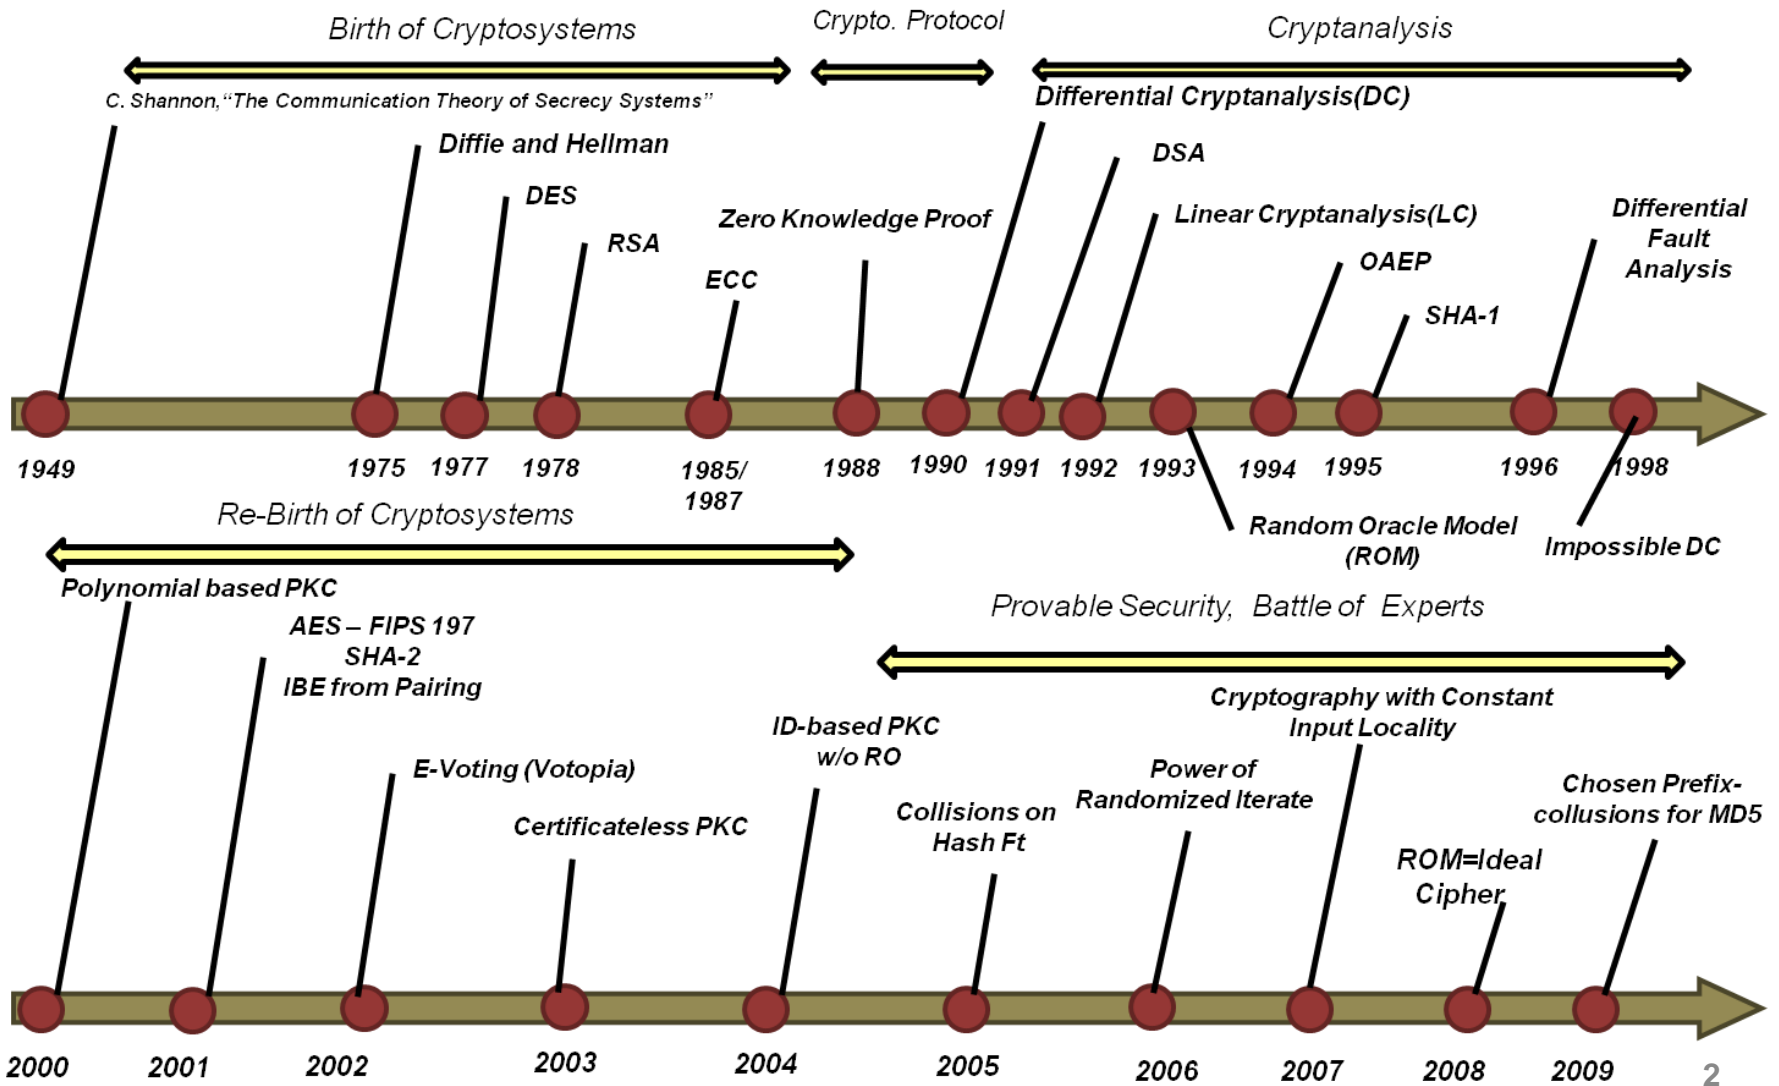 Birth of Cryptosystems
Crypto. Protocol
Cryptanalysis
C. Shannon,“The Communication Theory of Secrecy Systems”
Differential Cryptanalysis(DC)
Diffie and Hellman
DSA
DES
Linear Cryptanalysis(LC)
Differential
Fault
Analysis
Zero Knowledge Proof
RSA
OAEP
ECC
SHA-1
1949
1975
1977
1978
1985/
1987
1988
1990
1991
1992
1993
1994
1995
1996
1998
Random Oracle Model
(ROM)
Impossible DC
Re-Birth of Cryptosystems
Polynomial based PKC
AES – FIPS 197
SHA-2
IBE from Pairing
Provable Security, Battle of Experts
Cryptography with Constant
Input Locality
ID-based PKC
w/o RO
E-Voting (Votopia)
Power of
Randomized Iterate
Chosen Prefix-
collusions for MD5
Certificateless PKC
Collisions on
Hash Ft
ROM=Ideal
Cipher
2000
2001
2002
2003
2004
2005
2006
2007
2008
2009
2